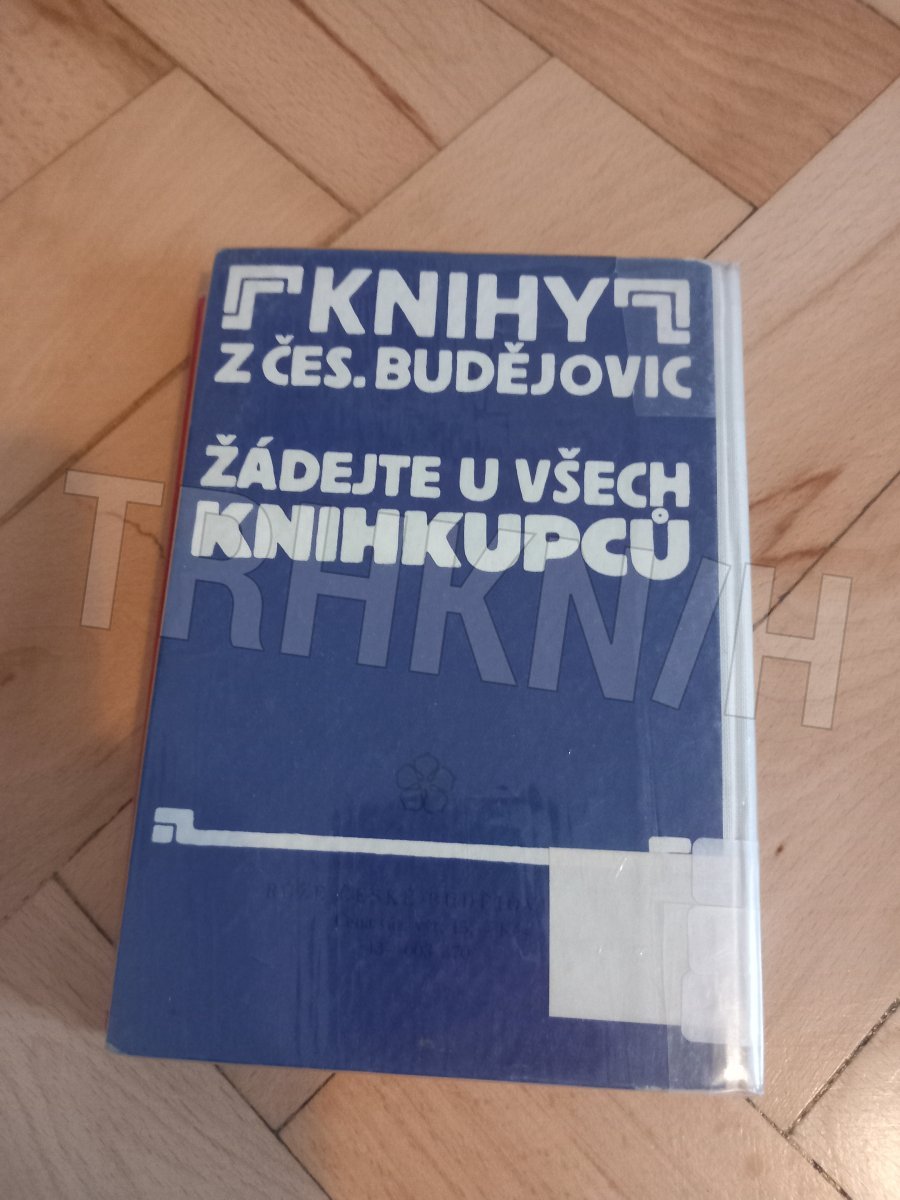 KNIHY
Z ČES. BUDĚJOVIC
ŽÁDEJTE U VŠECH
KNIHKUPCŮ
TRHKNIH